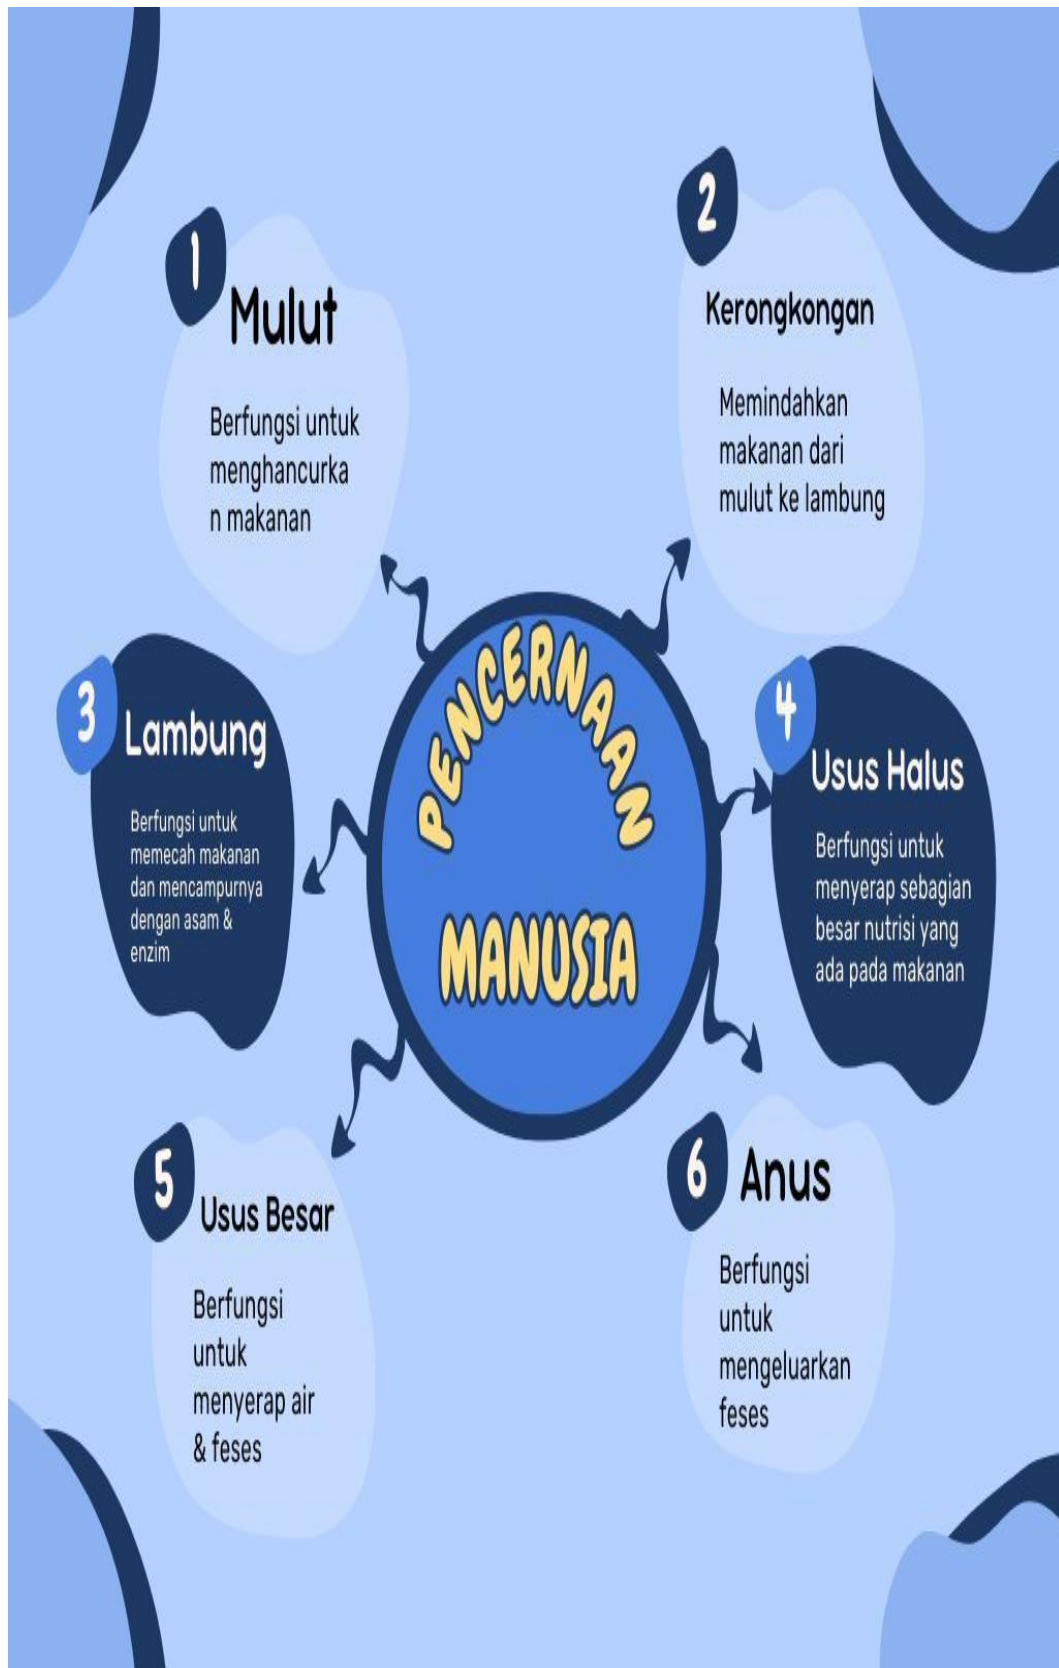 1
Mulut
Berfungsi untuk
menghancurka
n makanan
2
Kerongkongan
Memindahkan
makanan dari
mulut ke lambung
PENCERNAAN
MANUSIA
3
Lambung
Berfungsi untuk
memecah makanan
dan mencampurnya
dengan asam &
enzim
4
Usus Halus
Berfungsi untuk
menyerap sebagian
besar nutrisi yang
ada pada makanan
5
Usus Besar
Berfungsi
untuk
menyerap air
& feses
6
Anus
Berfungsi
untuk
mengeluarkan
feses